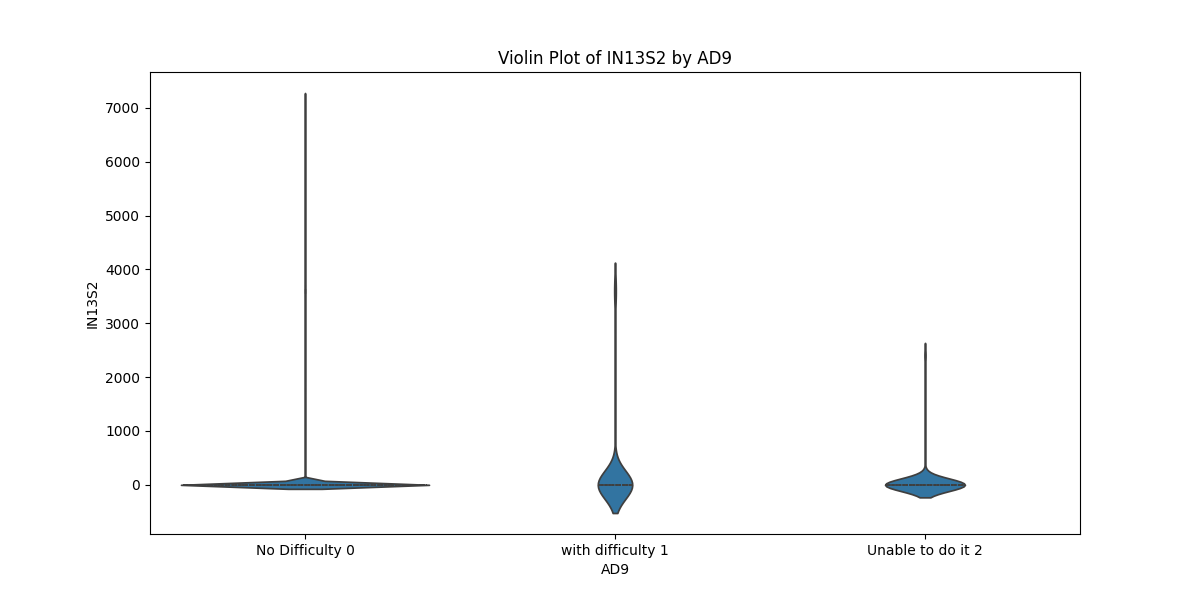 Violin Plot of IN13S2 by AD9
7000
6000
5000
4000
3000
2000
1000
0
IN13S2
No Difficulty 0
with difficulty 1
Unable to do it 2
AD9